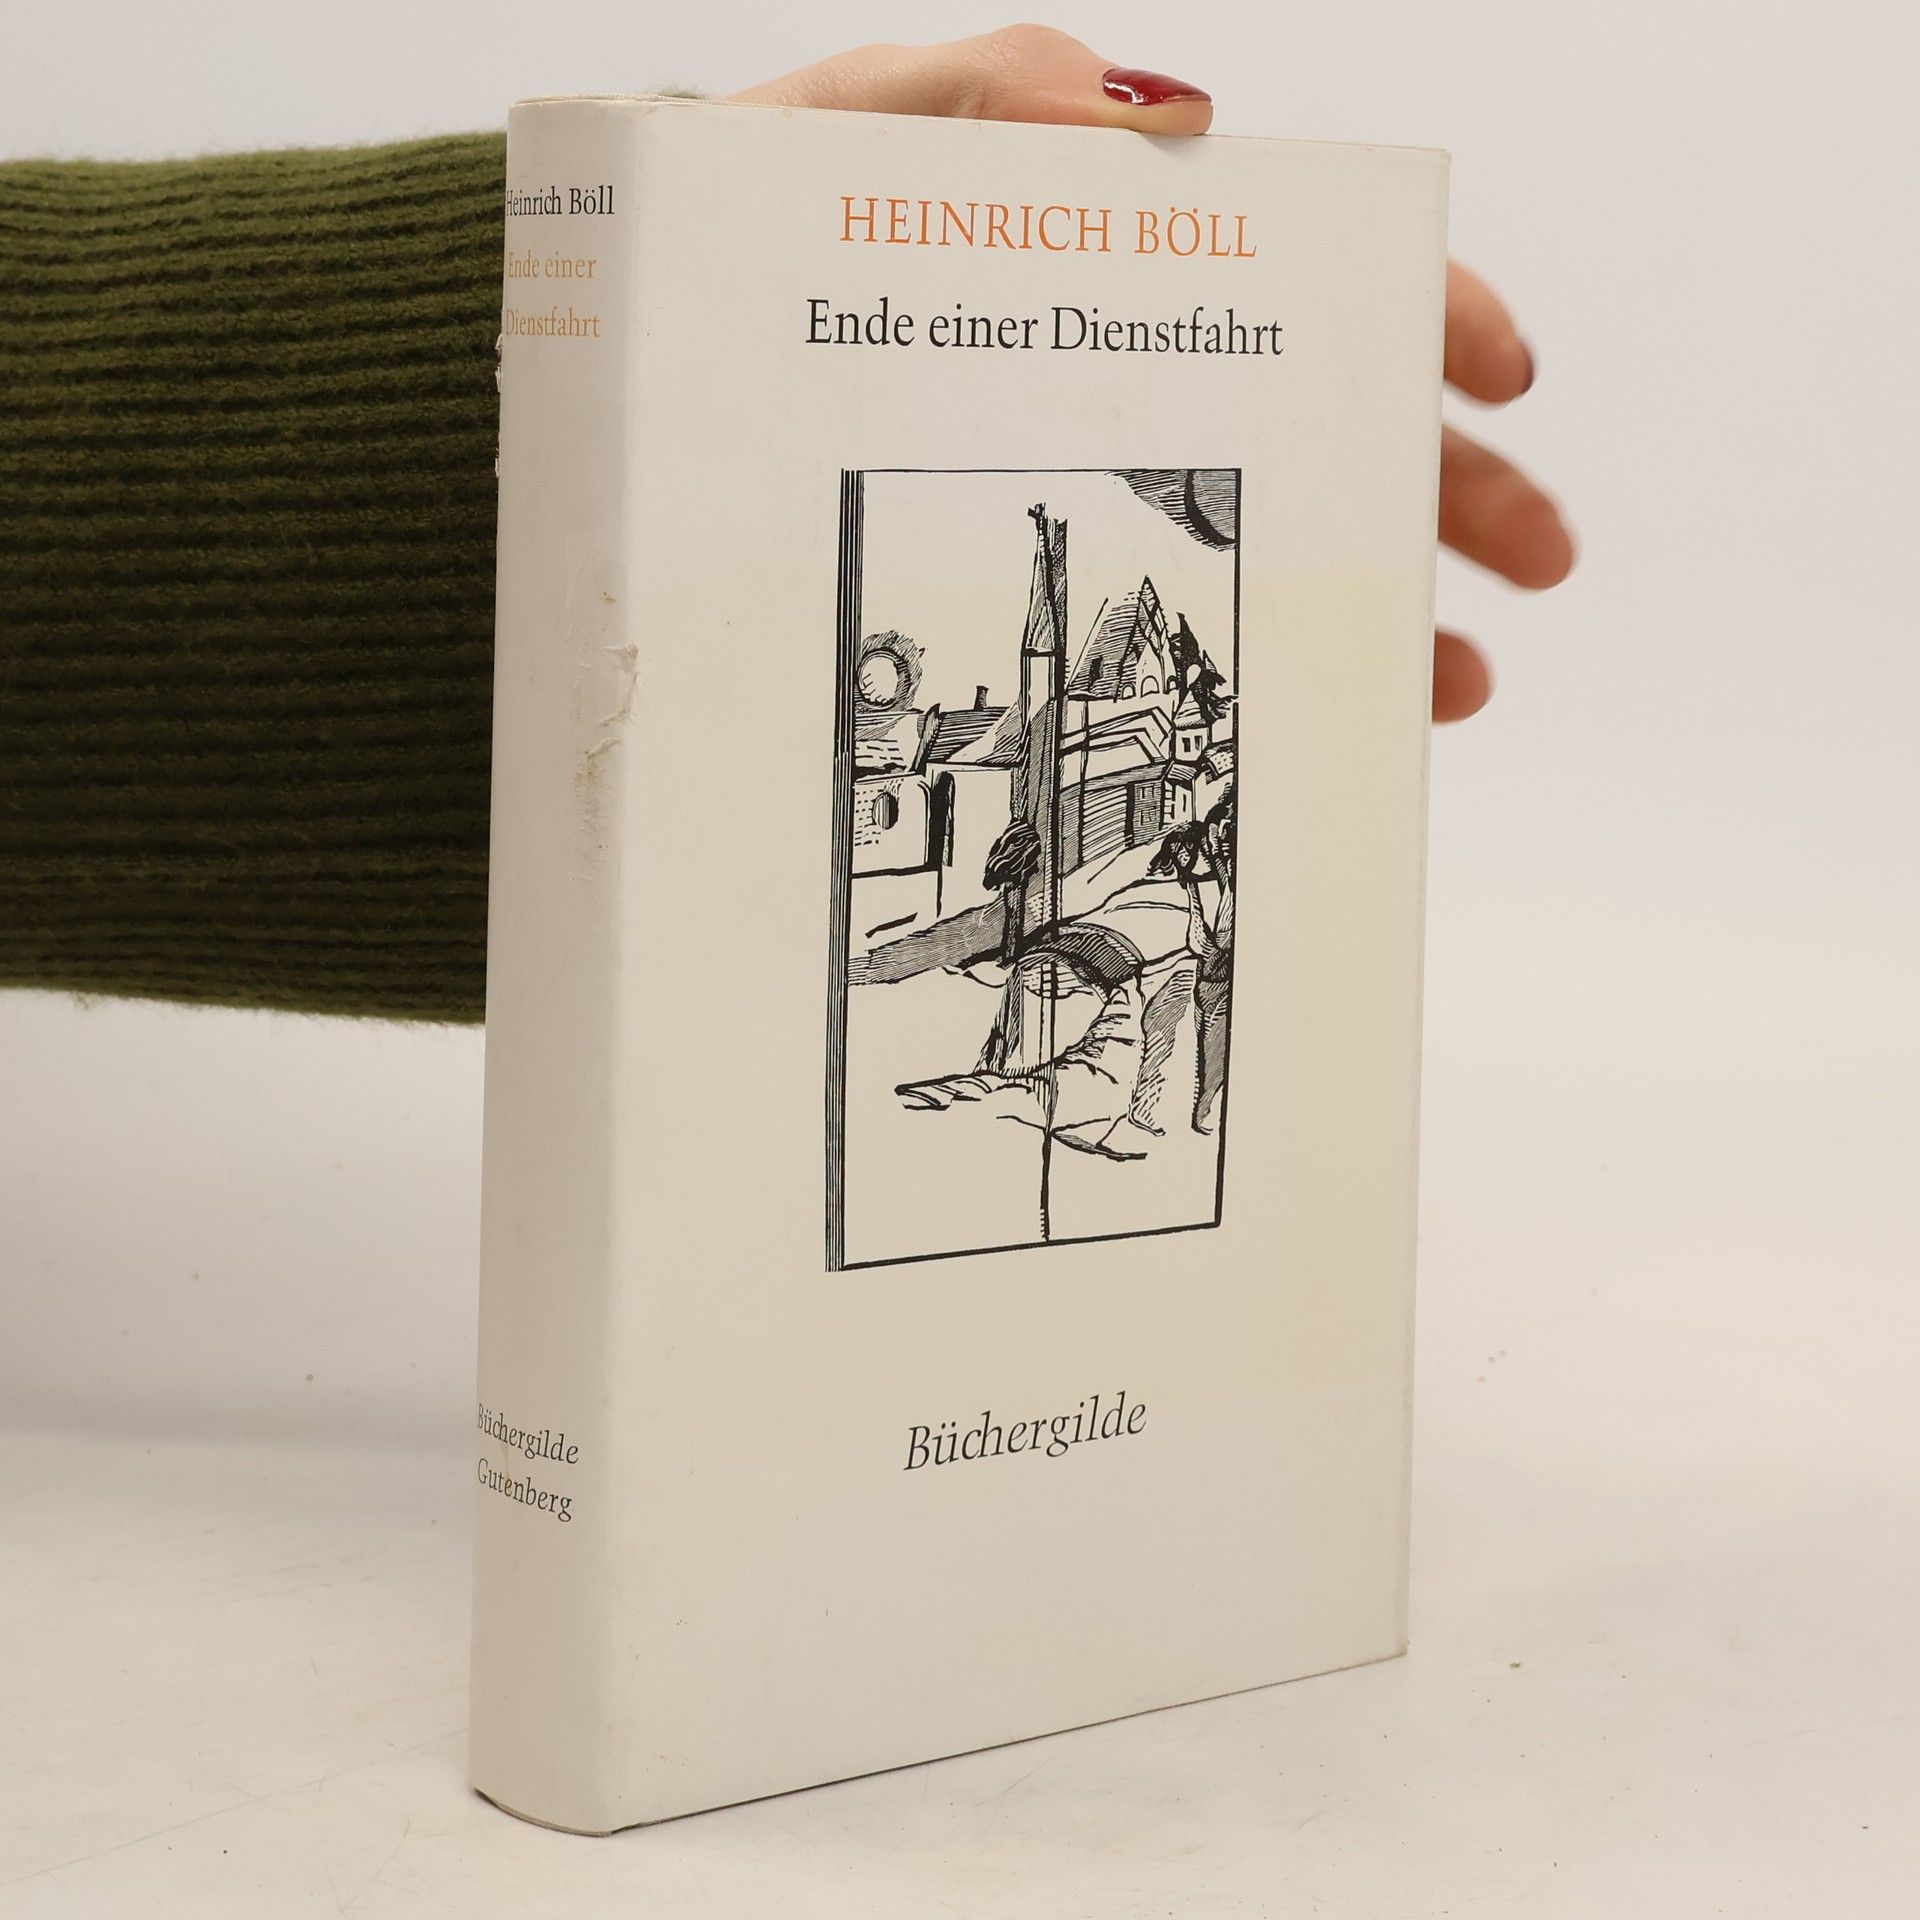 Heinrich Böll
Ende einer
Dienstfahrt
Büchergilde
Gutenberg
HEINRICH BÖLL
Ende einer Dienstfahrt
Büchergilde